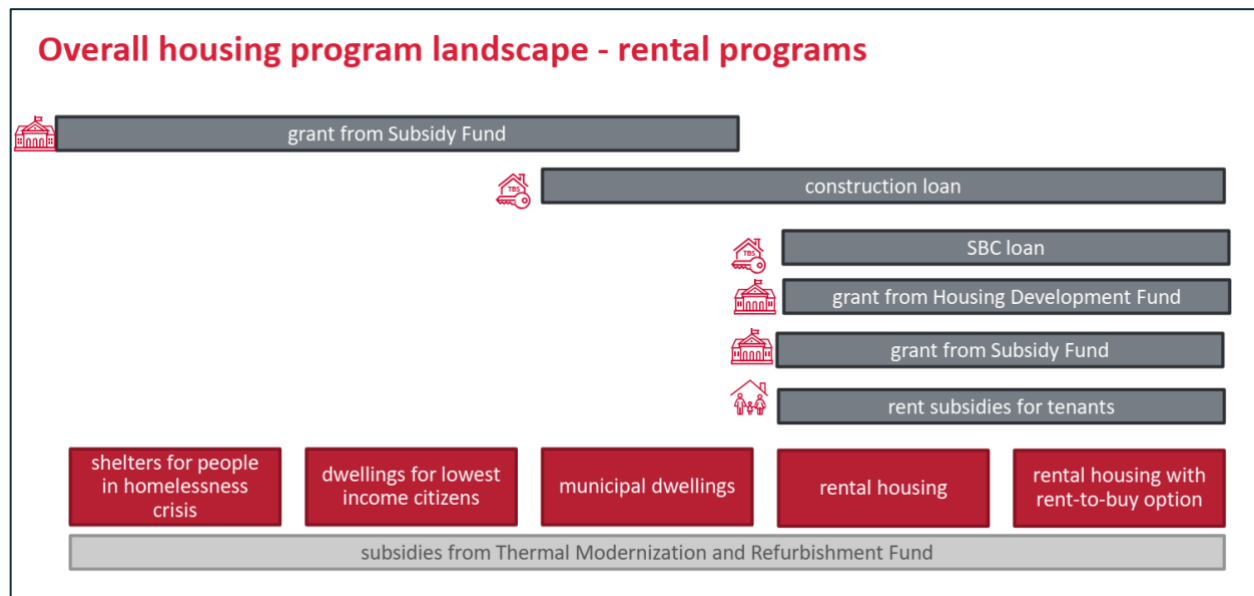 Overall housing program landscape - rental programs
grant from Subsidy Fund
TBS
construction loan
TBS
SBC loan
grant from Housing Development Fund
grant from Subsidy Fund
rent subsidies for tenants
shelters for people
in homelessness
crisis
dwellings for lowest
income citizens
municipal dwellings
rental housing
rental housing with
rent-to-buy option
subsidies from Thermal Modernization and Refurbishment Fund